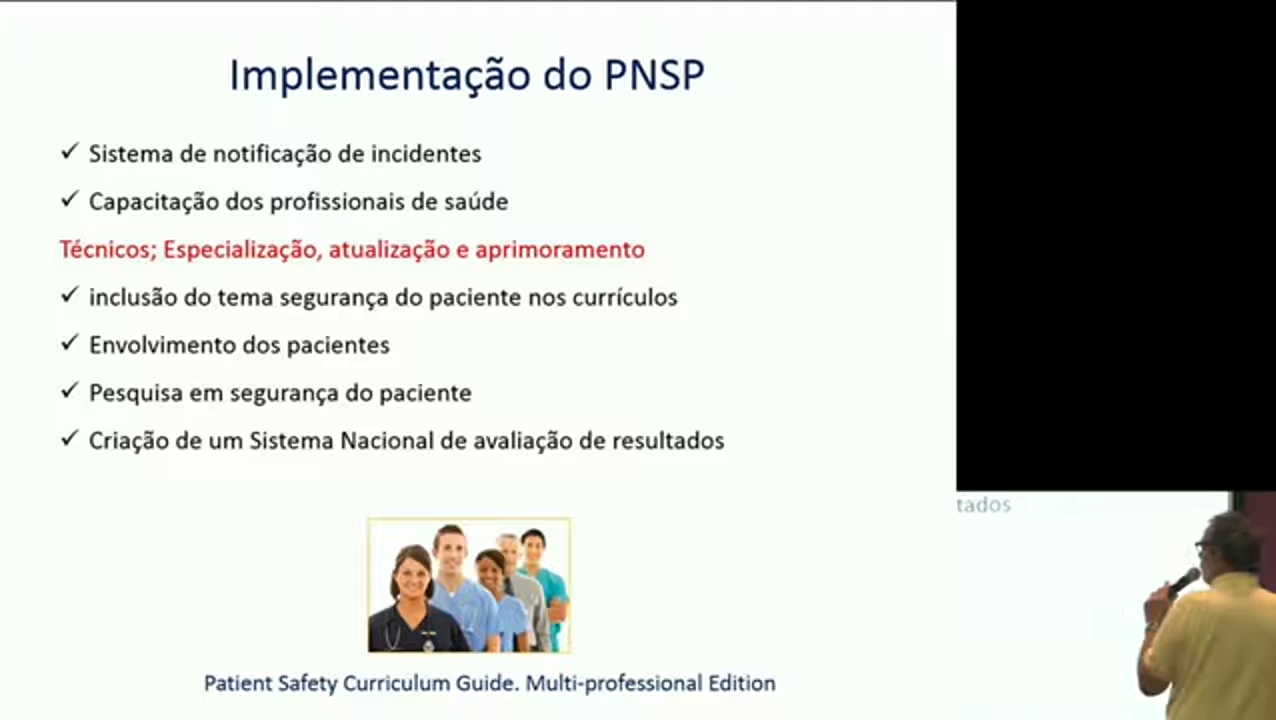 Implementação do PNSP
✓ Sistema de notificação de incidentes
✓ Capacitação dos profissionais de saúde
Técnicos; Especialização, atualização e aprimoramento
✓ inclusão do tema segurança do paciente nos currículos
✓ Envolvimento dos pacientes
✓ Pesquisa em segurança do paciente
✓ Criação de um Sistema Nacional de avaliação de resultados
tados
Patient Safety Curriculum Guide. Multi-professional Edition